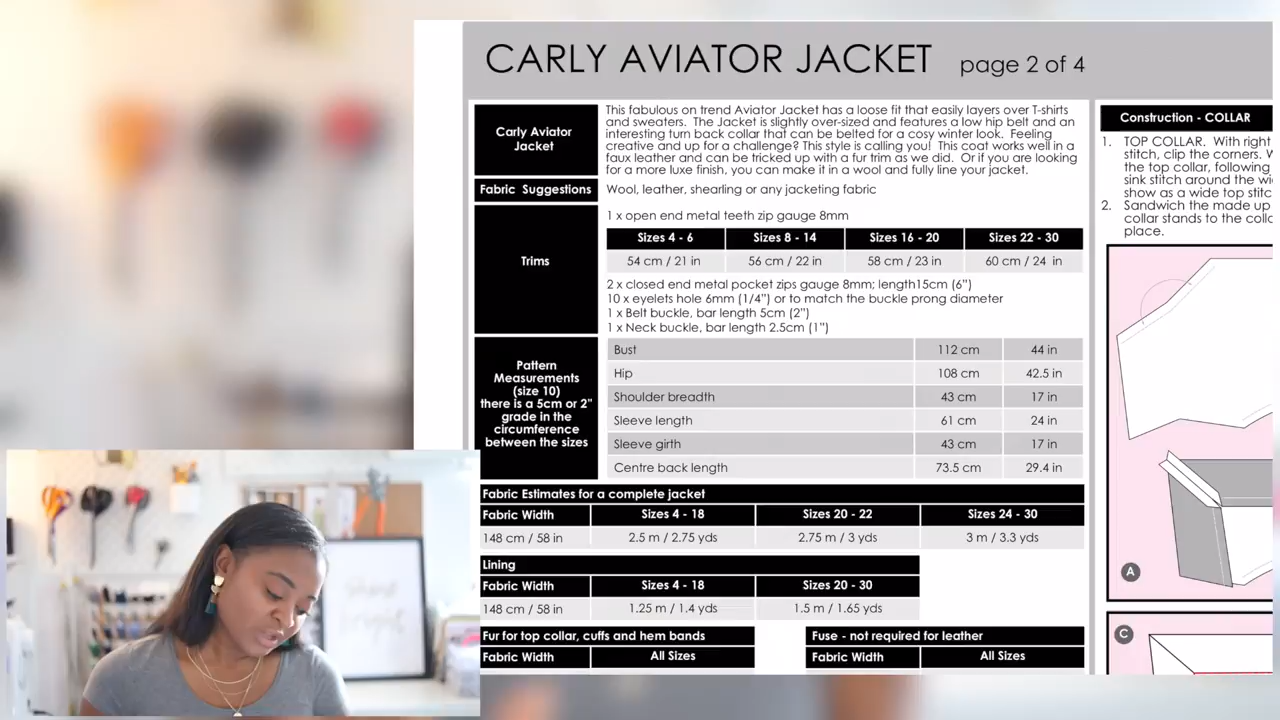 CARLY AVIATOR JACKET page 2 of 4
Carly Aviator
Jacket
This fabulous on trend Aviator Jacket has a loose fit that easily layers over T-shirts
and sweaters. The Jacket is slightly over-sized and features a low hip belt and an
interesting turn back collar that can be belted for a cosy winter look. Feeling
creative and up for a challenge? This style is calling you! This coat works well in a
faux leather and can be tricked up with a fur trim as we did. Or if you are looking
for a more luxe finish, you can make it in a wool and fully line your jacket.
Fabric Suggestions
Wool, leather, shearling or any jacketing fabric
Trims
1 x open end metal teeth zip gauge 8mm
Sizes 4 - 6 Sizes 8 - 14 Sizes 16 - 20 Sizes 22 - 30
54 cm / 21 in 56 cm / 22 in 58 cm / 23 in 60 cm / 24 in
2 x closed end metal pocket zips gauge 8mm; length15cm (6")
10 x eyelets hole 6mm (1/4") or to match the buckle prong diameter
1 x Belt buckle, bar length 5cm (2")
1 x Neck buckle, bar length 2.5cm (1")
Pattern
Measurements
(size 10)
there is a 5cm or 2"
grade in the
circumference
between the sizes
Bust 112 cm 44 in
Hip 108 cm 42.5 in
Shoulder breadth 43 cm 17 in
Sleeve length 61 cm 24 in
Sleeve girth 43 cm 17 in
Centre back length 73.5 cm 29.4 in
Fabric Estimates for a complete jacket
Fabric Width Sizes 4 - 18 Sizes 20 - 22 Sizes 24 - 30
148 cm / 58 in 2.5 m / 2.75 yds 2.75 m / 3 yds 3 m / 3.3 yds
Lining
Fabric Width Sizes 4 - 18 Sizes 20 - 30
148 cm / 58 in 1.25 m / 1.4 yds 1.5 m / 1.65 yds
Fur for top collar, cuffs and hem bands
Fabric Width All Sizes
Fuse - not required for leather
Fabric Width All Sizes
Construction - COLLAR
1. TOP COLLAR. With right
stitch, clip the corners.
the top collar, following
sink stitch around the
show as a wide top stitc
2. Sandwich the made up
collar stands to the colla
place.
A
C